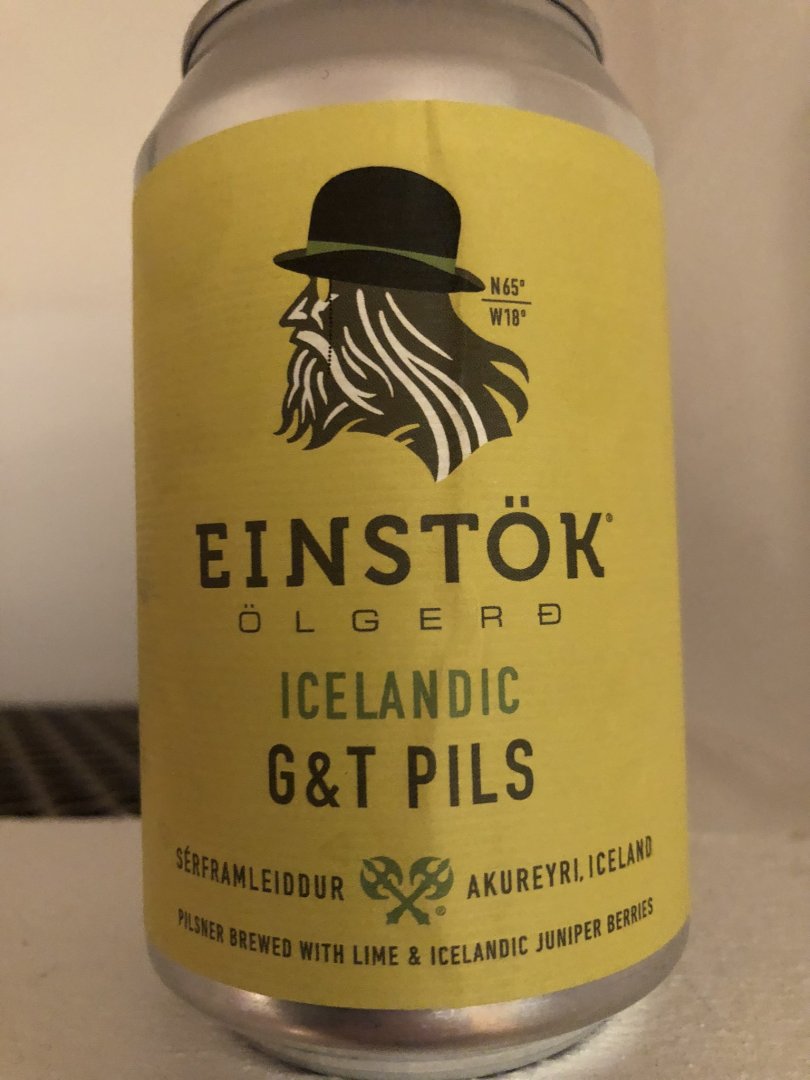 N65°
W18°
EINSTÖK®
ÖLGERÐ
ICELANDIC
G&T PILS
SÉRFRAMLEIDDUR ® AKUREYRI, ICELAND
PILSNER BREWED WITH LIME & ICELANDIC JUNIPER BERRIES